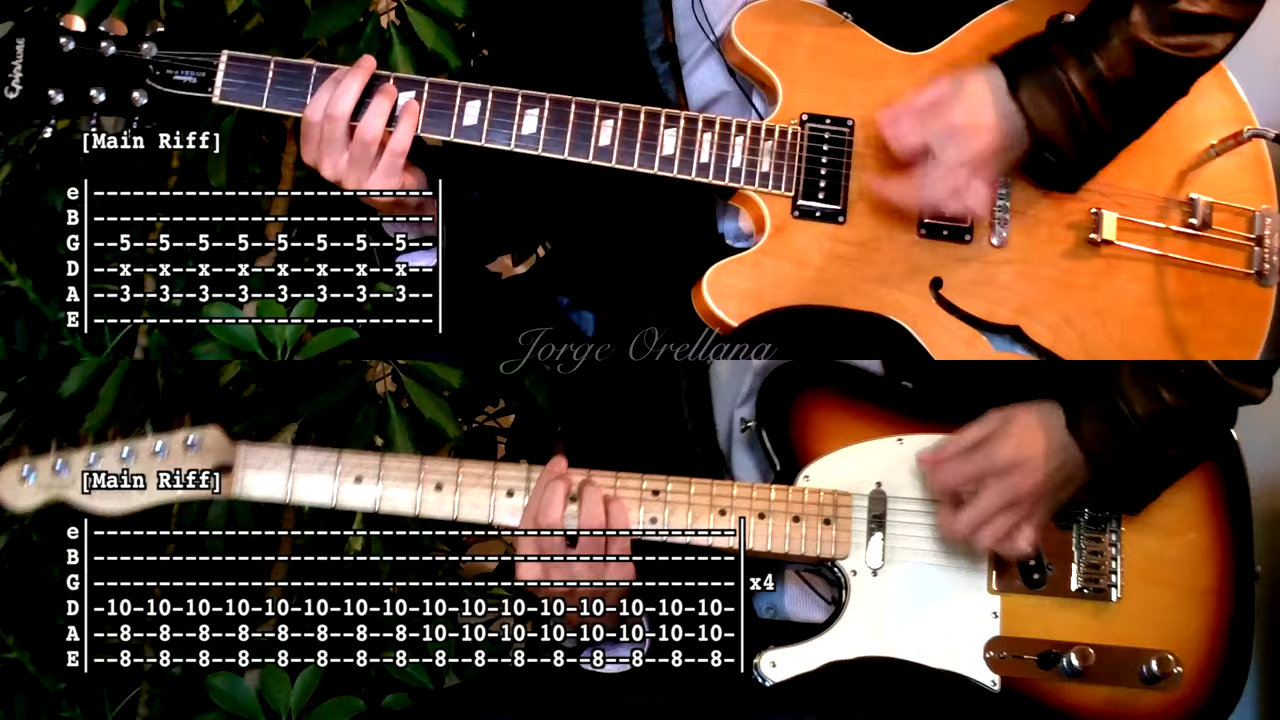 [Main Riff]
e|--------------------------|
B|--------------------------|
G|--5--5--5--5--5--5--5--5--|
D|--x--x--x--x--x--x--x--x--|
A|--3--3--3--3--3--3--3--3--|
E|--------------------------|
Jorge Orellana
[Main Riff]
e|-------------------------------------------------|
B|-------------------------------------------------|
G|-------------------------------------------------| x4
D|-10-10-10-10-10-10-10-10-10-10-10-10-10-10-10-10-|
A|--8--8--8--8--8--8--8--8-10-10-10-10-10-10-10-10-|
E|--8--8--8--8--8--8--8--8--8--8--8--8--8--8--8--8-|